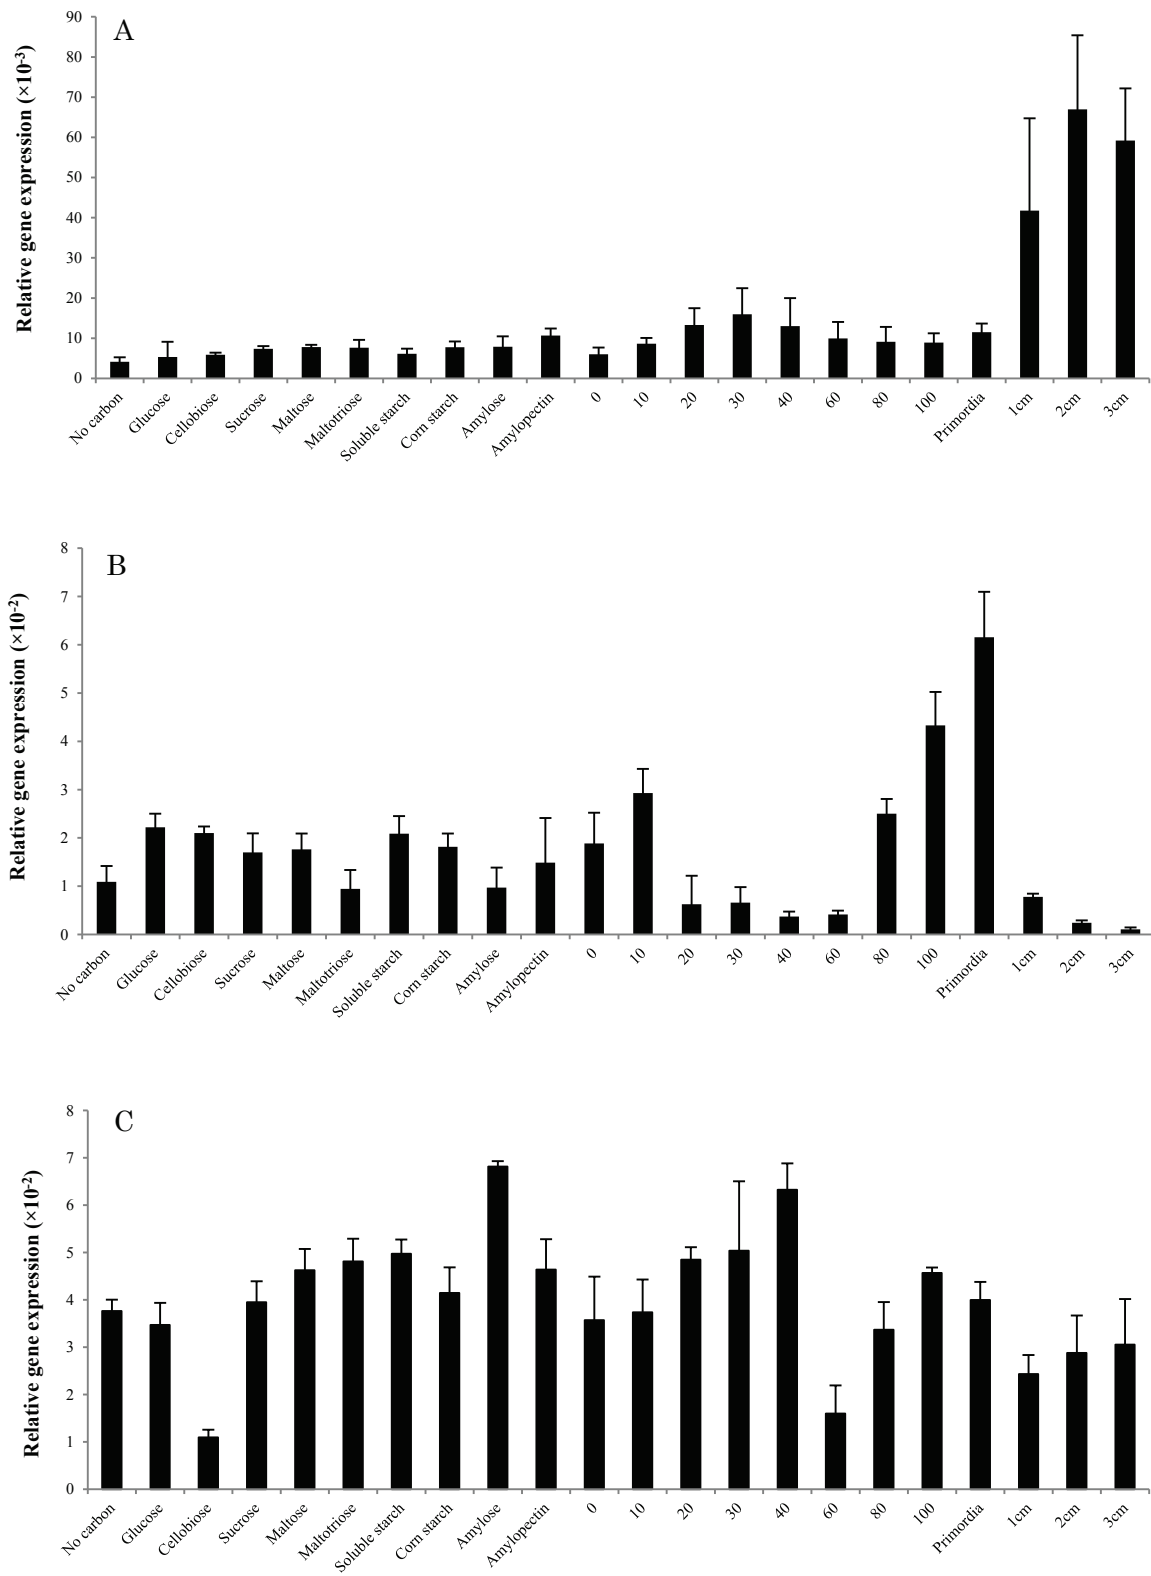 A
Relative gene expression (×10-3)
90
80
70
60
50
40
30
20
10
0
No carbon
Glucose
Cellobiose
Sucrose
Maltose
Maltotriose
Soluble starch
Corn starch
Amylose
Amylopectin
0
10
20
30
40
60
80
100
Primordia
1cm
2cm
3cm
B
Relative gene expression (×10-2)
8
7
6
5
4
3
2
1
0
No carbon
Glucose
Cellobiose
Sucrose
Maltose
Maltotriose
Soluble starch
Corn starch
Amylose
Amylopectin
0
10
20
30
40
60
80
100
Primordia
1cm
2cm
3cm
C
Relative gene expression (×10-2)
8
7
6
5
4
3
2
1
0
No carbon
Glucose
Cellobiose
Sucrose
Maltose
Maltotriose
Soluble starch
Corn starch
Amylose
Amylopectin
0
10
20
30
40
60
80
100
Primordia
1cm
2cm
3cm